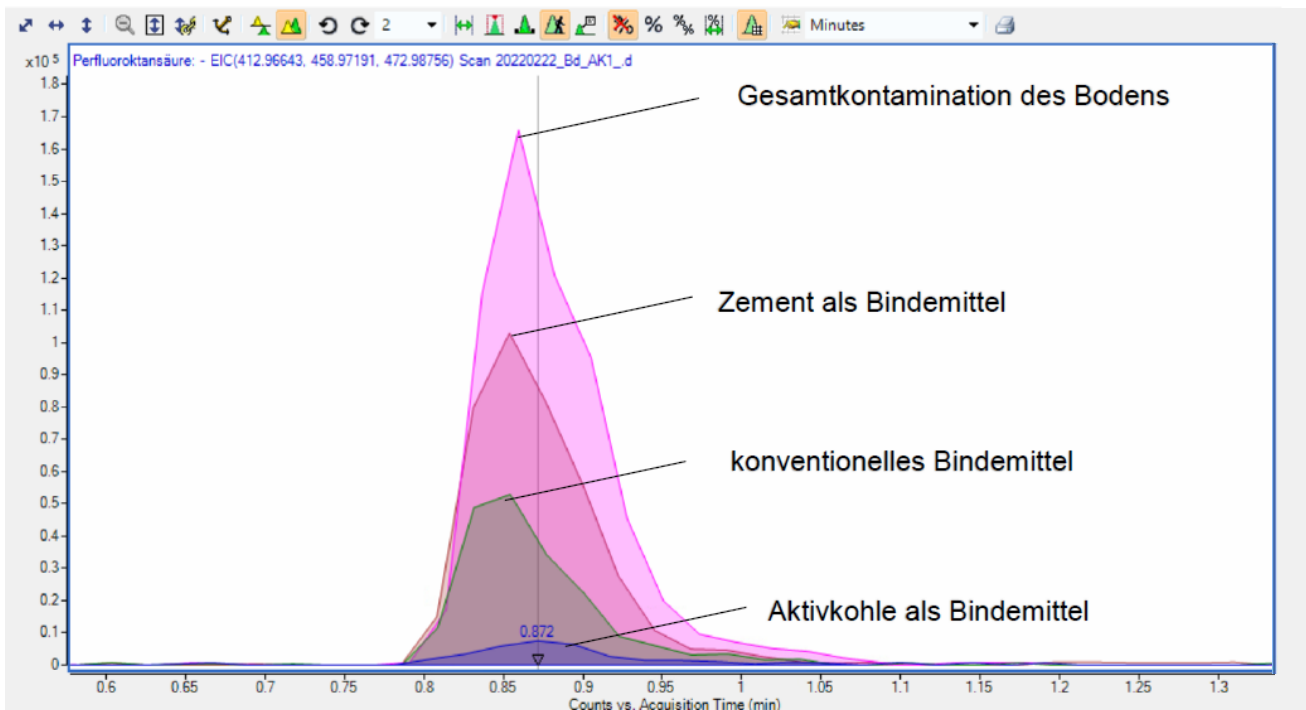 2 Minutes
x10 5 Perfluoroktansäure: - EIC(412.96643, 458.97191, 472.98756) Scan 20220222_Bd_AK1_.d
1.8
Gesamtkontamination des Bodens
1.7
1.6
1.5
1.4
1.3
1.2
Zement als Bindemittel
1.1
1
0.9
0.8
0.7
konventionelles Bindemittel
0.6
0.5
0.4
0.3
0.2
Aktivkohle als Bindemittel
0.1
0.872
0
0.6 0.65 0.7 0.75 0.8 0.85 0.9 0.95 1 1.05 1.1 1.15 1.2 1.25 1.3
Counts vs. Acquisition Time (min)